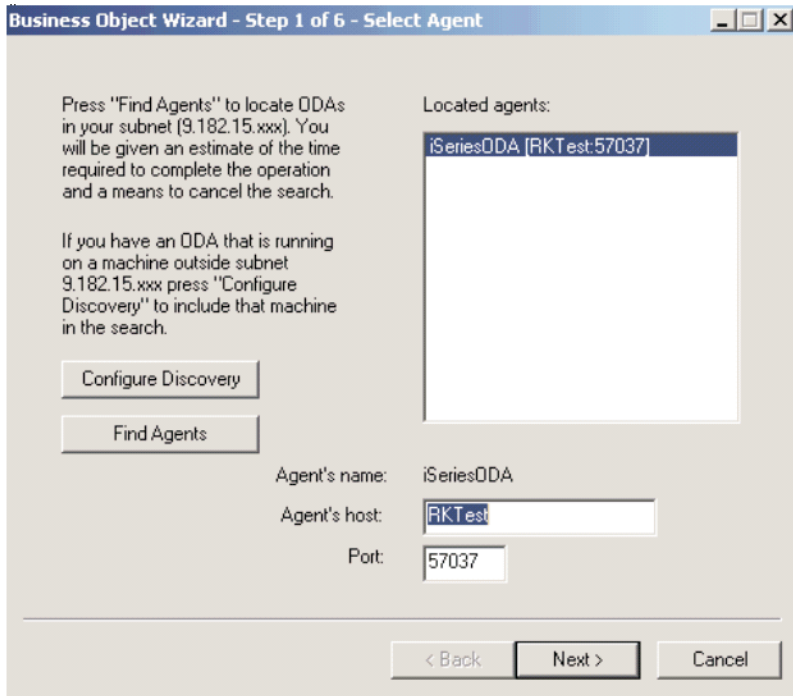 Business Object Wizard - Step 1 of 6 - Select Agent
Press "Find Agents" to locate ODAs
in your subnet (9.182.15.xxx). You
will be given an estimate of the time
required to complete the operation
and a means to cancel the search.
If you have an ODA that is running
on a machine outside subnet
9.182.15.xxx press "Configure
Discovery" to include that machine
in the search.
Configure Discovery
Find Agents
Located agents:
iSeriesODA [RKTest:57037]
Agent's name: iSeriesODA
Agent's host: RKTest
Port: 57037
< Back Next > Cancel